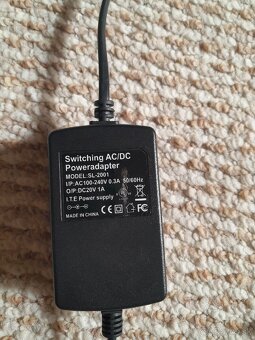 Switching AC/DC
Poweradapter
MODEL:SL-2001
I/P:AC100-240V 0.3A 50/60Hz
O/P:DC20V 1A
I.T.E Power supply
MADE IN CHINA